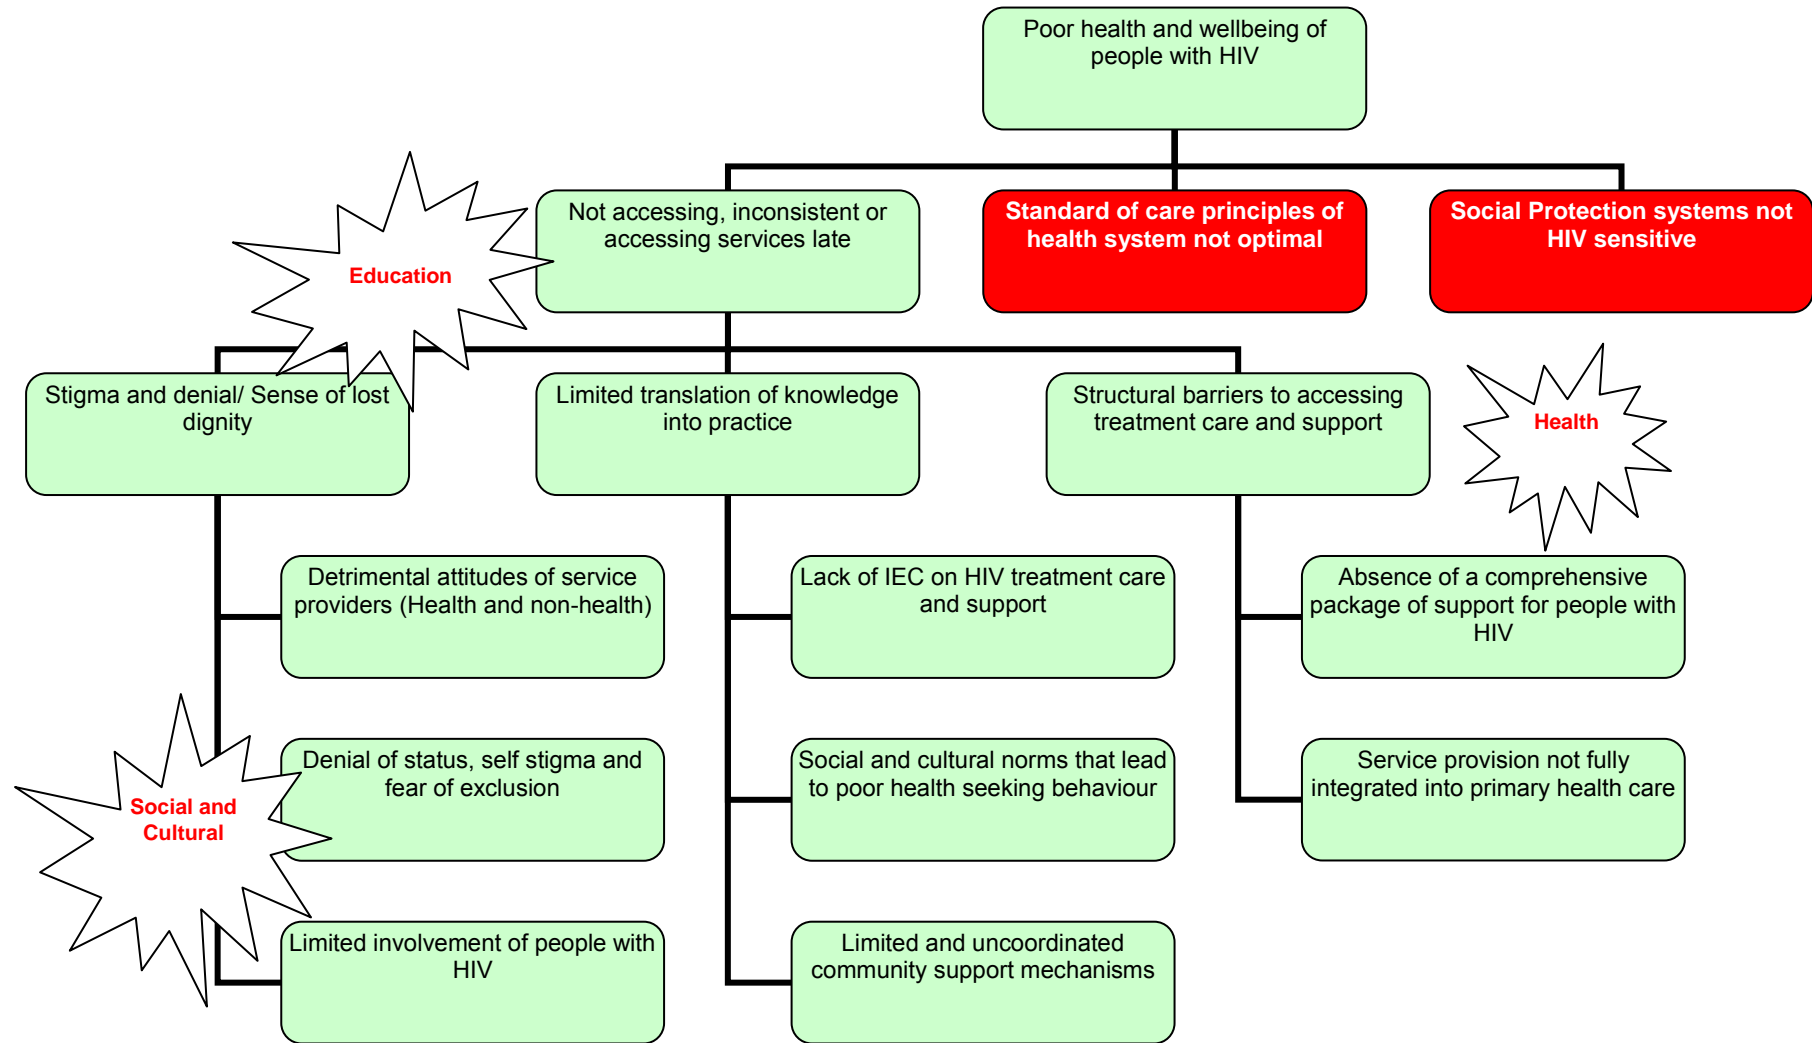 Poor health and wellbeing of
people with HIV
Not accessing, inconsistent or
accessing services late
Standard of care principles of
health system not optimal
Social Protection systems not
HIV sensitive
Education
Stigma and denial/ Sense of lost
dignity
Limited translation of knowledge
into practice
Structural barriers to accessing
treatment care and support
Health
Detrimental attitudes of service
providers (Health and non-health)
Lack of IEC on HIV treatment care
and support
Absence of a comprehensive
package of support for people with
HIV
Denial of status, self stigma and
fear of exclusion
Social and cultural norms that lead
to poor health seeking behaviour
Service provision not fully
integrated into primary health care
Social and
Cultural
Limited involvement of people with
HIV
Limited and uncoordinated
community support mechanisms